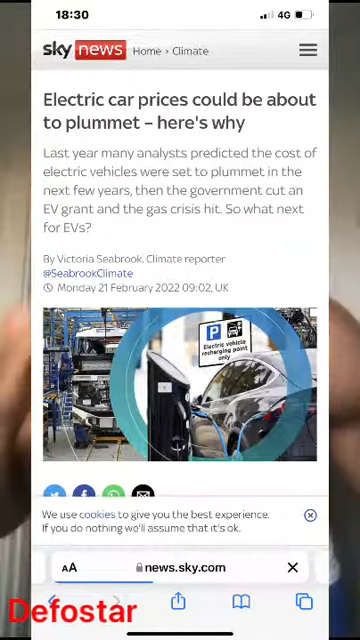 18:30
4G
sky news Home > Climate
Electric car prices could be about
to plummet – here's why
Last year many analysts predicted the cost of
electric vehicles were set to plummet in the
next few years, then the government cut an
EV grant and the gas crisis hit. So what next
for EVs?
By Victoria Seabrook, Climate reporter
@SeabrookClimate
Monday 21 February 2022 09:02, UK
P
Electric vehicle
recharging point
only
We use cookies to give you the best experience.
If you do nothing we'll assume that it's ok.
AA news.sky.com
Defostar